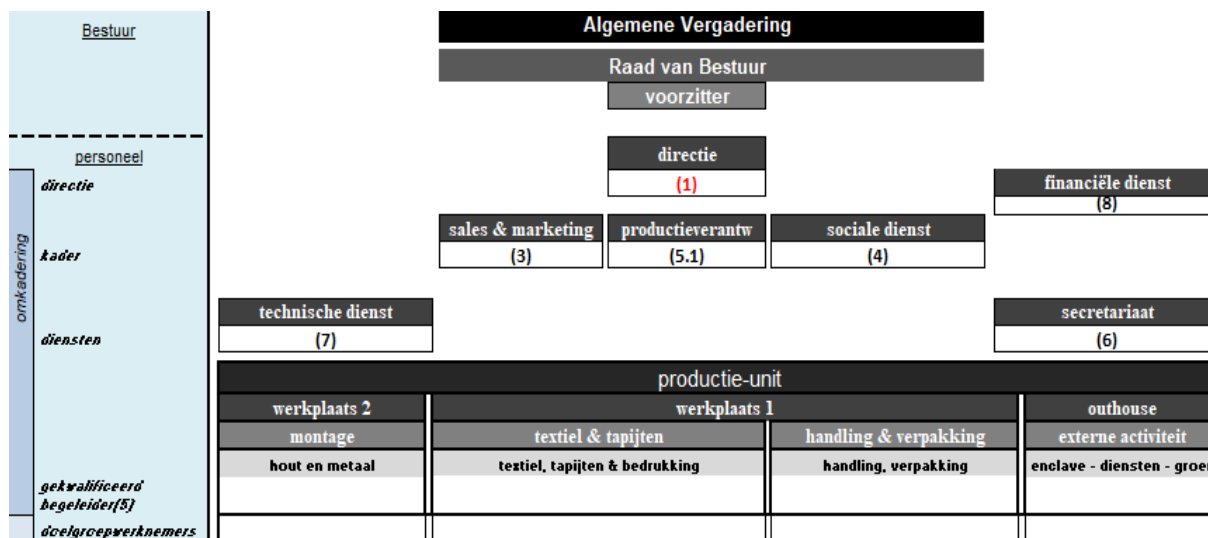 Bestuur
Algemene Vergadering
Raad van Bestuur
voorzitter
personeel
directie
directie
(1)
financiële dienst
(8)
omkadering
kader
sales & marketing
productieverantw
sociale dienst
(3)
(5.1)
(4)
diensten
technische dienst
secretariaat
(7)
(6)
productie-unit
werkplaats 2
werkplaats 1
outhouse
montage
textiel & tapijten
handling & verpakking
externe activiteit
hout en metaal
textiel, tapijten & bedrukking
handling, verpakking
enclave - diensten - groen
gekwalificeerd
begeleider(5)
doelgroepwerknemers